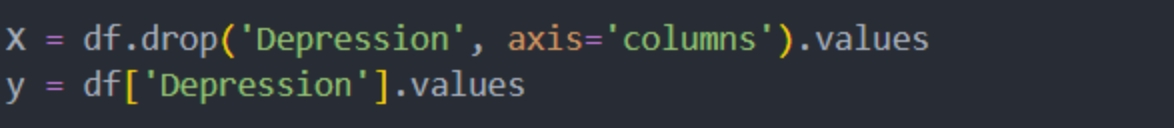 X = df.drop('Depression', axis='columns').values
y = df['Depression'].values